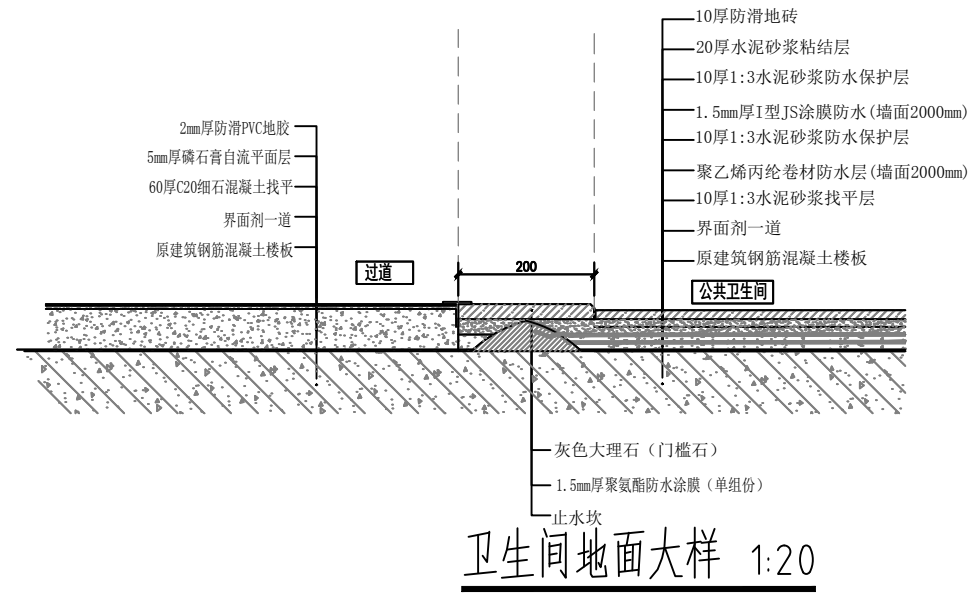 10厚防滑地砖
20厚水泥砂浆粘结层
10厚1:3水泥砂浆防水保护层
1.5mm厚I型JS涂膜防水(墙面2000mm)
10厚1:3水泥砂浆防水保护层
聚乙烯丙纶卷材防水层(墙面2000mm)
10厚1:3水泥砂浆找平层
界面剂一道
原建筑钢筋混凝土楼板
2mm厚防滑PVC地胶
5mm厚磷石膏自流平面层
60厚C20细石混凝土找平
界面剂一道
原建筑钢筋混凝土楼板
过道
200
公共卫生间
灰色大理石（门槛石）
1.5mm厚聚氨酯防水涂膜（单组份）
止水坎
卫生间地面大样 1:20